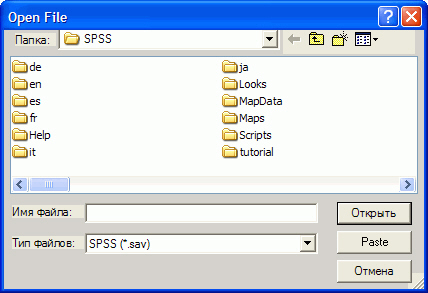 Open File
Папка: SPSS
de
en
es
fr
Help
it
ja
Looks
MapData
Maps
Scripts
tutorial
Имя файла:
Открыть
Тип файлов: SPSS (*.sav)
Paste
Отмена